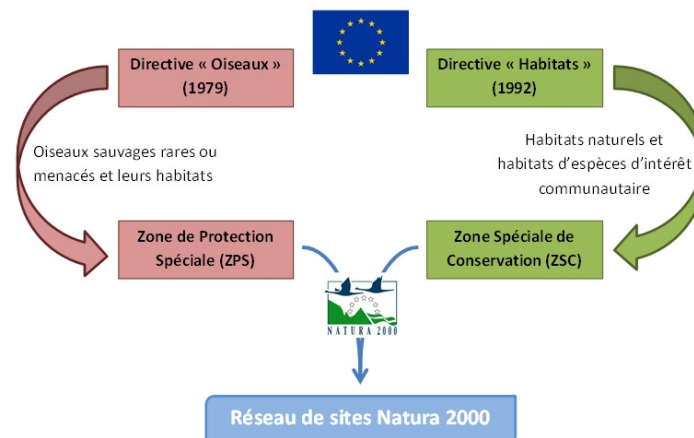 Directive « Oiseaux »
(1979)
Directive « Habitats »
(1992)
Oiseaux sauvages rares ou
menacés et leurs habitats
Habitats naturels et
habitats d’espèces d’intérêt
communautaire
Zone de Protection
Spéciale (ZPS)
Zone Spéciale de
Conservation (ZSC)
NATURA 2000
Réseau de sites Natura 2000